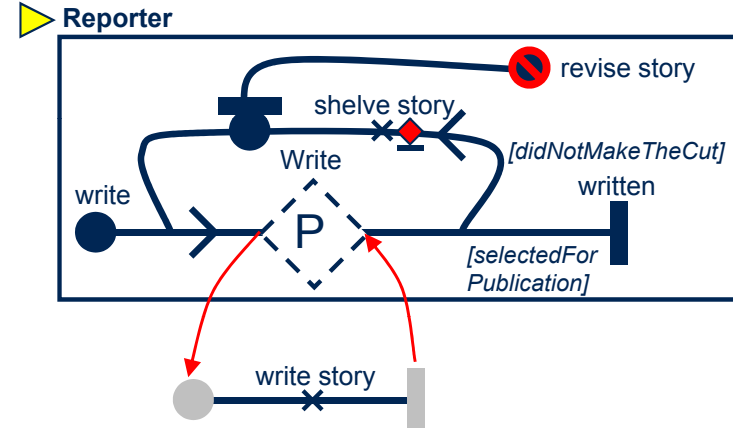 Reporter
revise story
shelve story
[didNotMakeTheCut]
Write
write
written
P
[selectedFor
Publication]
write story